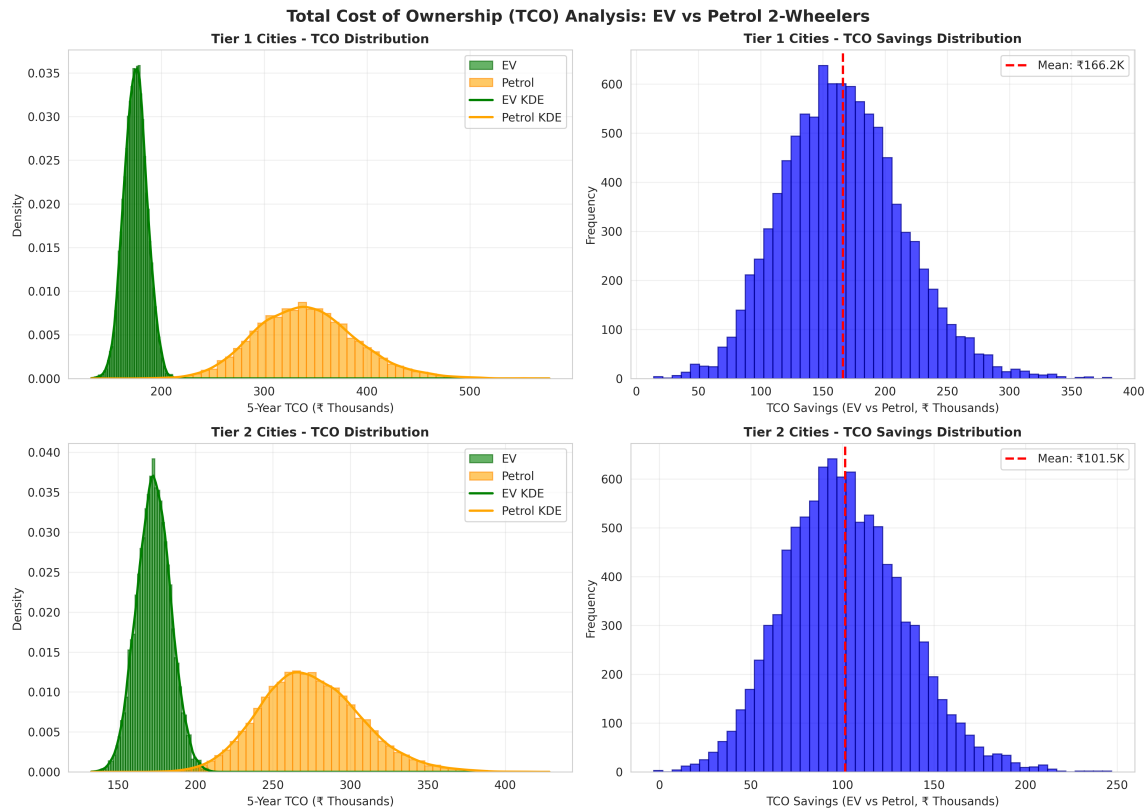 Total Cost of Ownership (TCO) Analysis: EV vs Petrol 2-Wheelers
Tier 1 Cities - TCO Distribution
Density
0.035
0.030
0.025
0.020
0.015
0.010
0.005
0.000
200
300
400
500
5-Year TCO (₹ Thousands)
EV
Petrol
EV KDE
Petrol KDE
Tier 1 Cities - TCO Savings Distribution
Frequency
600
500
400
300
200
100
0
0
50
100
150
200
250
300
350
400
TCO Savings (EV vs Petrol, ₹ Thousands)
Mean: ₹166.2K
Tier 2 Cities - TCO Distribution
Density
0.040
0.035
0.030
0.025
0.020
0.015
0.010
0.005
0.000
150
200
250
300
350
400
5-Year TCO (₹ Thousands)
EV
Petrol
EV KDE
Petrol KDE
Tier 2 Cities - TCO Savings Distribution
Frequency
600
500
400
300
200
100
0
0
50
100
150
200
250
TCO Savings (EV vs Petrol, ₹ Thousands)
Mean: ₹101.5K